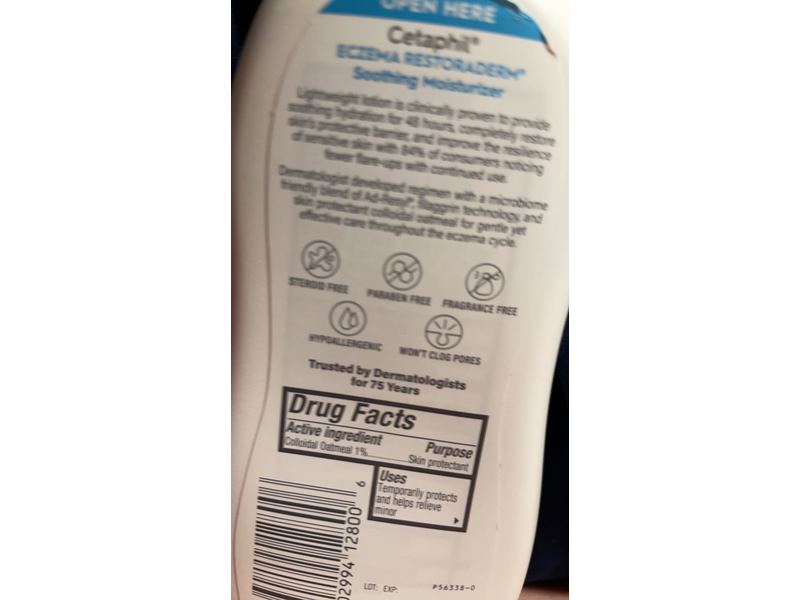 OPEN HERE
Cetaphil®
ECZEMA RESTORADERM®
Soothing Moisturizer
Lightweight lotion is clinically proven to provide
soothing hydration for 48 hours, completely restore
skin's protective barrier, and improve the resilience
of sensitive skin with 84% of consumers noticing
fewer flare-ups with continued use.
Dermatologist developed regimen with a microbiome
friendly blend of filaggrin technology, and
skin protectant colloidal oatmeal for gentle yet
effective care throughout the eczema cycle.
STEROID FREE PARABEN FREE FRAGRANCE FREE
HYPOALLERGENIC WON'T CLOG PORES
Trusted by Dermatologists
for 75 Years
Drug Facts
Active ingredient Purpose
Colloidal Oatmeal 1%..........Skin protectant
Uses
Temporarily protects
and helps relieve
minor
02994 12800 6
LOT: EXP: P56338-0